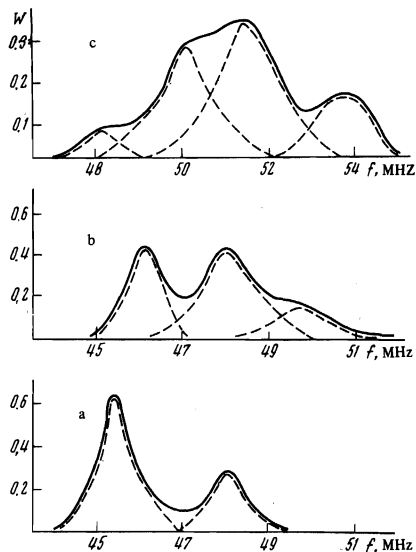 W
0,3
c
0,2
0,1
48 50 52 54 f, MHz
0,6
b
0,4
0,2
45 47 49 51 f, MHz
0,6
a
0,4
0,2
45 47 49 51 f, MHz